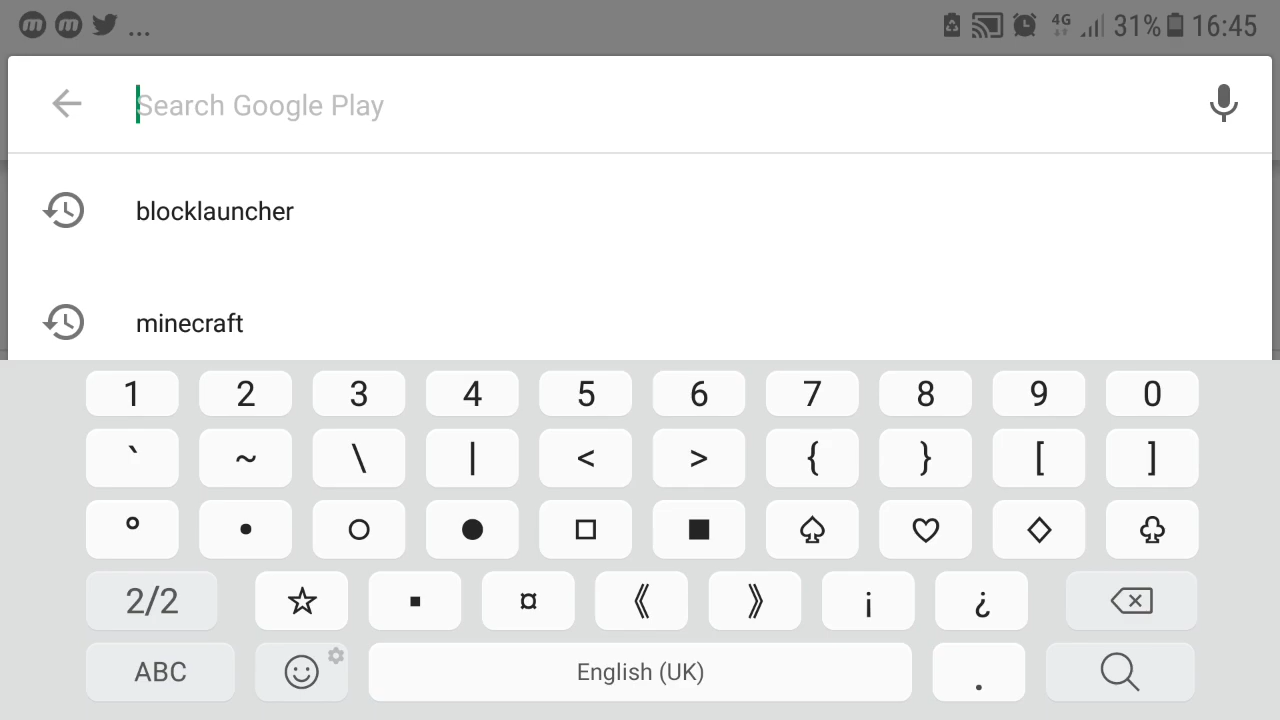 ... 4G 31% 16:45
Search Google Play
blocklauncher
minecraft
1 2 3 4 5 6 7 8 9 0
` ~ \ | < > { } [ ]
° • ○ ● □ ■ ♤ ♡ ◇ ♧
2/2 ☆ ▪ ¤ 《 》 ¡ ¿
ABC English (UK) .